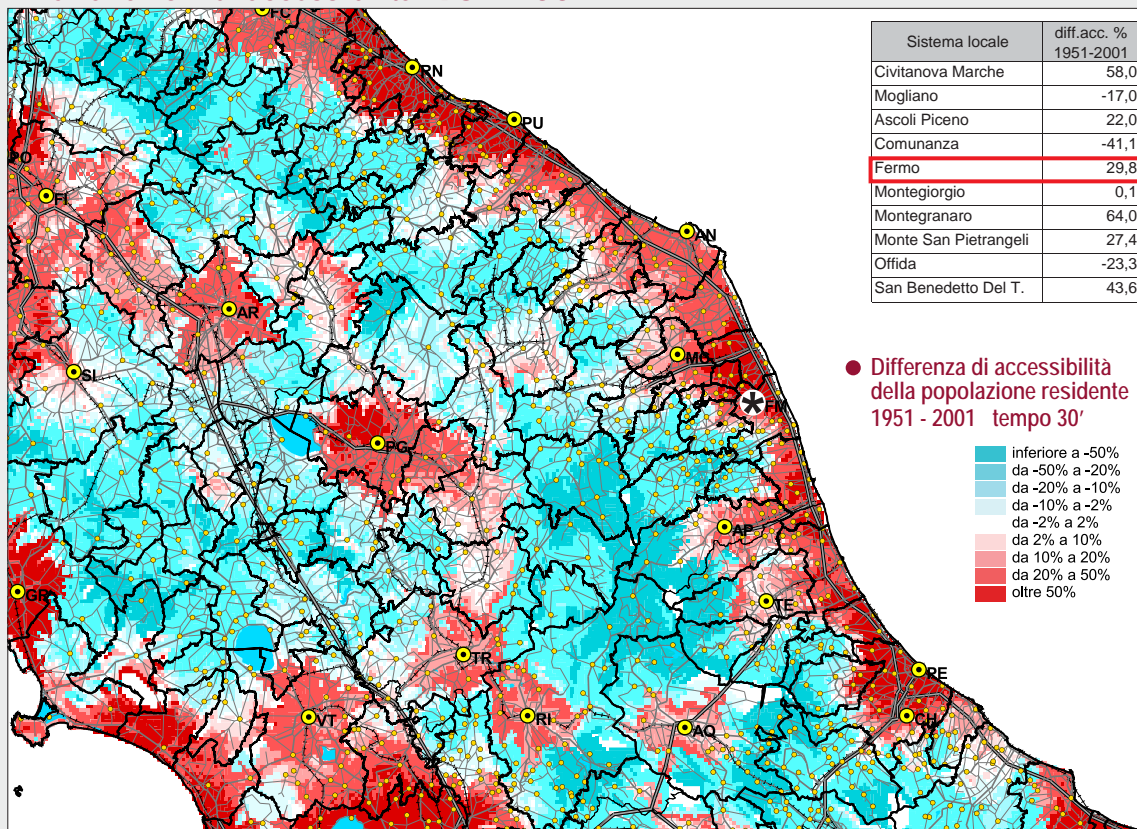 Sistema locale diff.acc. % 1951-2001
Civitanova Marche 58,0
Mogliano -17,0
Ascoli Piceno 22,0
Comunanza -41,1
Fermo 29,8
Montegiorgio 0,1
Montegranaro 64,0
Monte San Pietrangeli 27,4
Offida -23,3
San Benedetto Del T. 43,6
● Differenza di accessibilità
della popolazione residente
1951 - 2001 tempo 30'
inferiore a -50%
da -50% a -20%
da -20% a -10%
da -10% a -2%
da -2% a 2%
da 2% a 10%
da 10% a 20%
da 20% a 50%
oltre 50%
FC
RN
PU
PO
FI
AN
AR
MC
SI
FM
PG
AP
GR
TE
TR
PE
VT
RI
AQ
CH